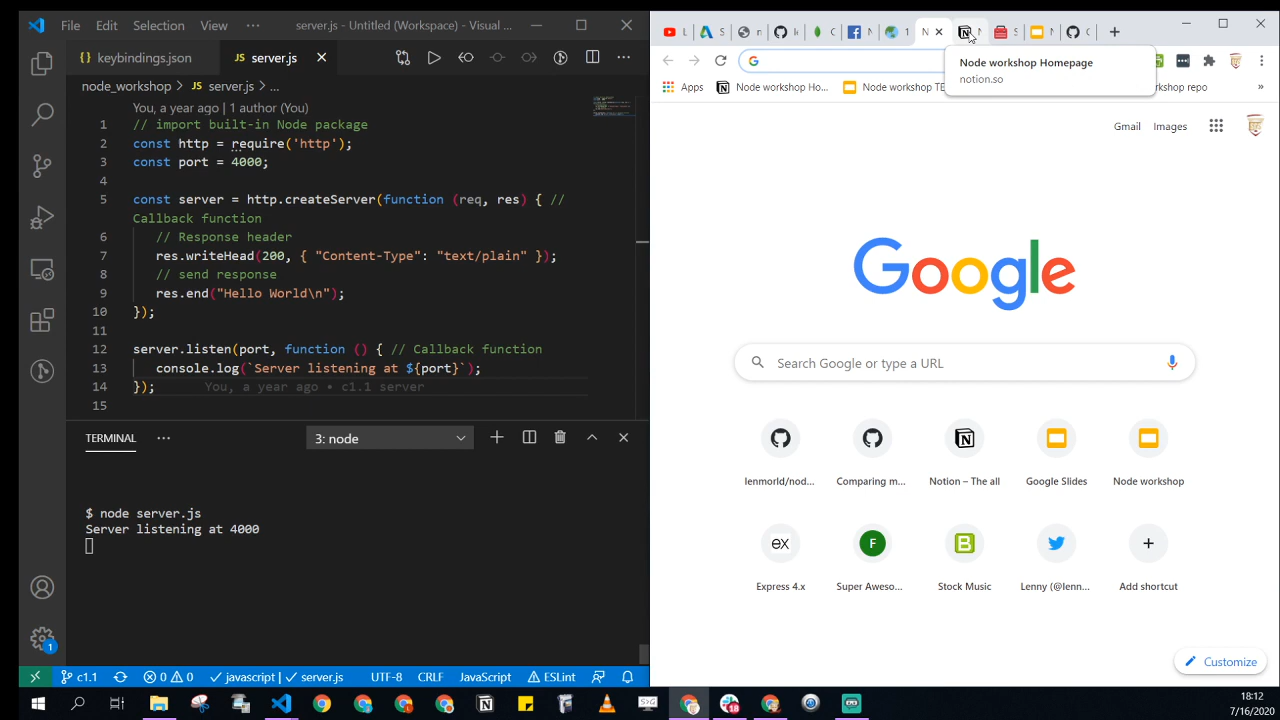 File Edit Selection View ··· server.js - Untitled (Workspace) - Visual ...
keybindings.json server.js
node_workshop > JS server.js > ...
You, a year ago | 1 author (You)
1 // import built-in Node package
2 const http = require('http');
3 const port = 4000;
4
5 const server = http.createServer(function (req, res) { //
Callback function
6 // Response header
7 res.writeHead(200, { "Content-Type": "text/plain" });
8 // send response
9 res.end("Hello World\n");
10 });
11
12 server.listen(port, function () { // Callback function
13 console.log(`Server listening at ${port}`);
14 }); You, a year ago • c1.1 server
15
TERMINAL ··· 3: node
$ node server.js
Server listening at 4000
1
c1.1 0 0 javascript | server.js UTF-8 CRLF JavaScript ESLint
Node workshop Homepage
notion.so
Apps Node workshop Ho... Node workshop TE kshop repo »
Gmail Images
Google
Search Google or type a URL
lenmorld/nod... Comparing m... Notion – The all Google Slides Node workshop
ex F B
Express 4.x Super Aweso... Stock Music Lenny (@lenn... Add shortcut
Customize
18
18:12
7/16/2020